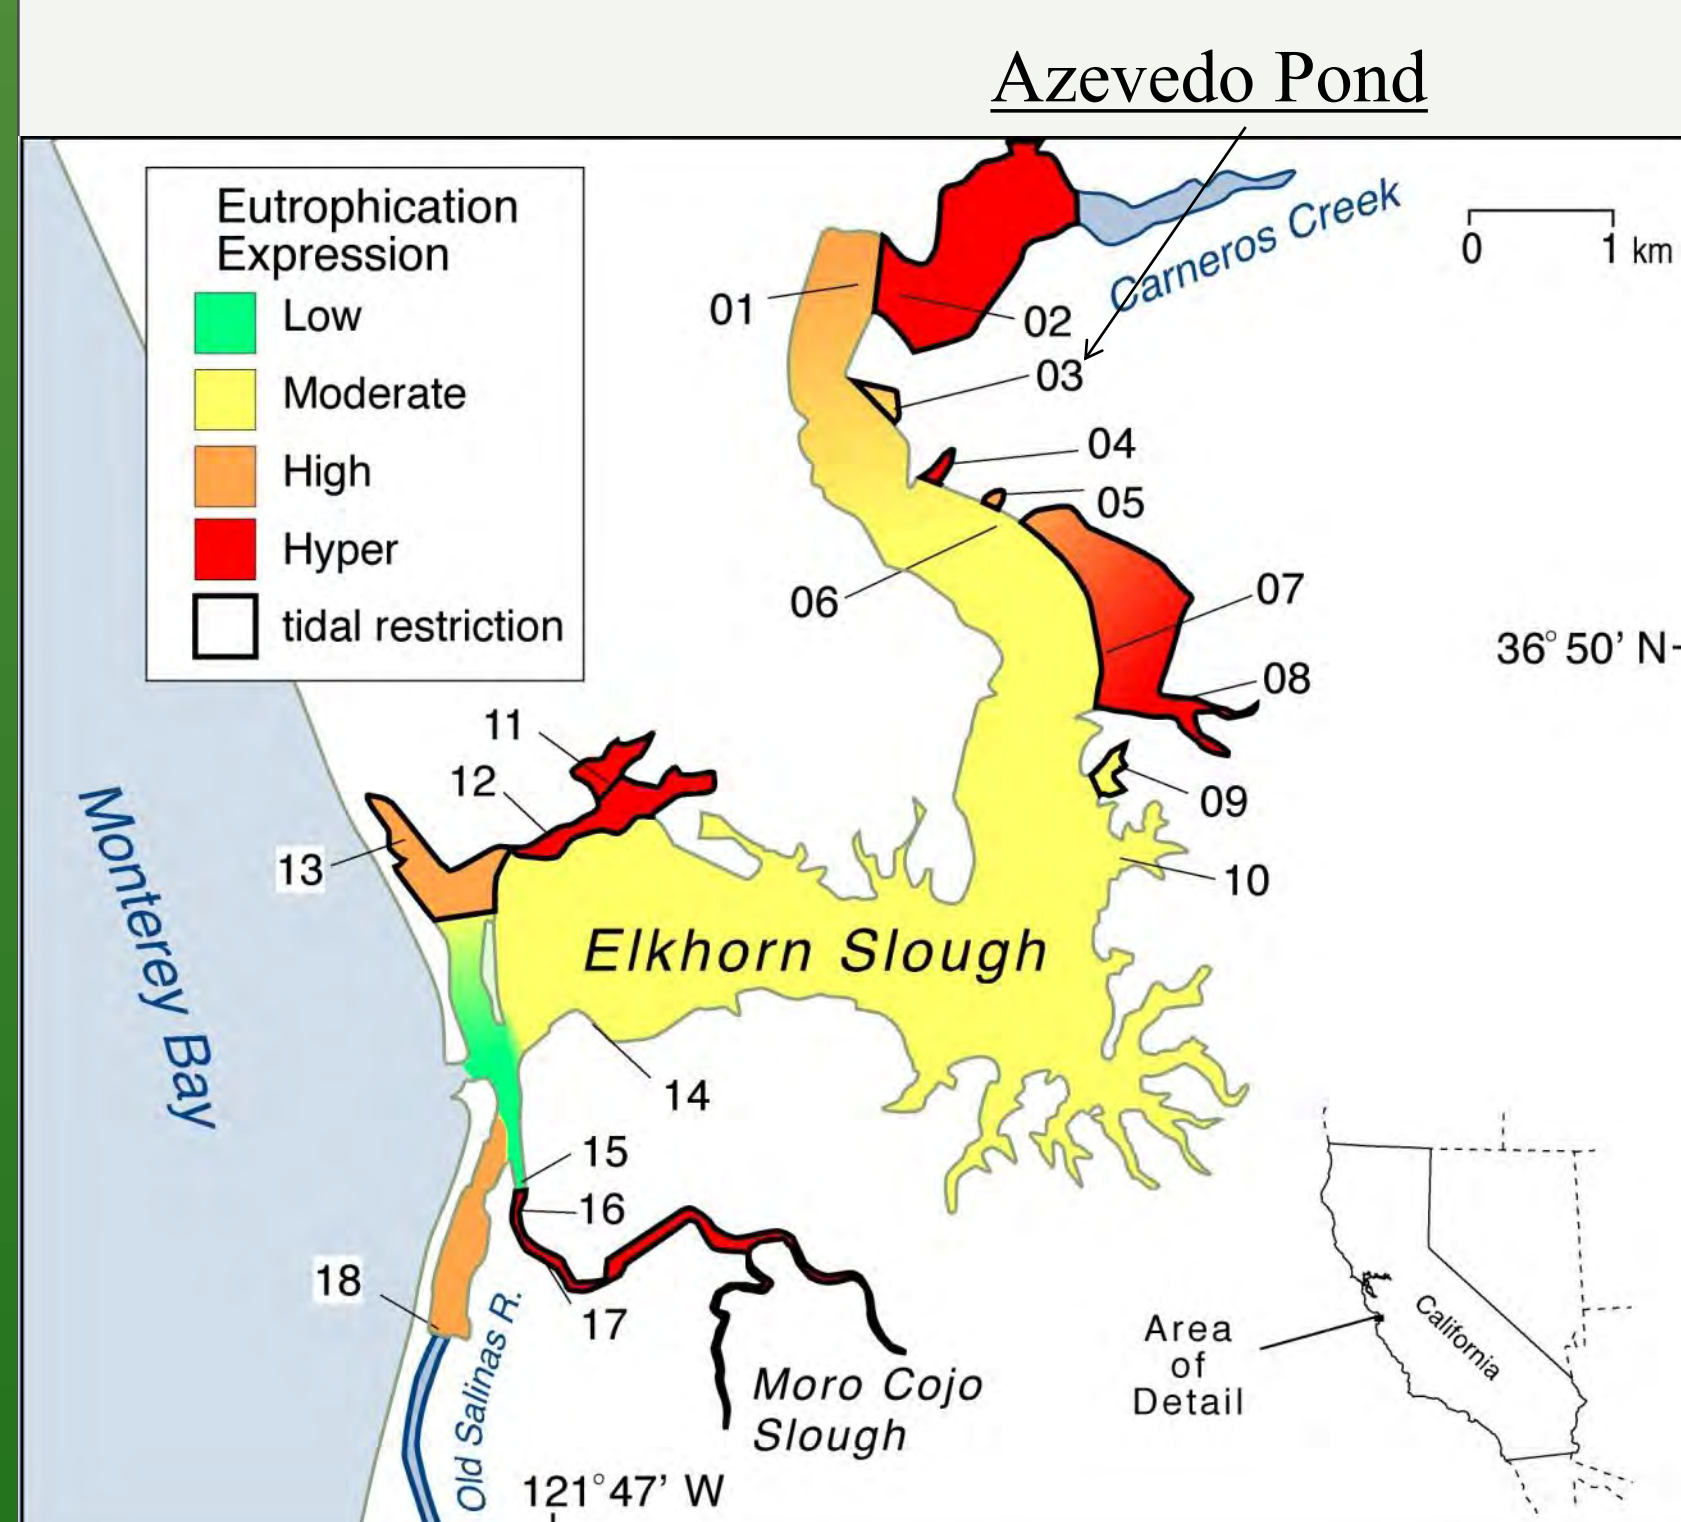 Azevedo Pond
Eutrophication
Expression
Low
Moderate
High
Hyper
tidal restriction
Carneros Creek
0 1 km
01
02
03
04
05
06
07
36° 50’ N
08
09
10
11
12
13
Monterey Bay
Elkhorn Slough
14
15
16
17
18
Old Salinas R.
Moro Cojo
Slough
121°47’ W
Area
of
Detail
California